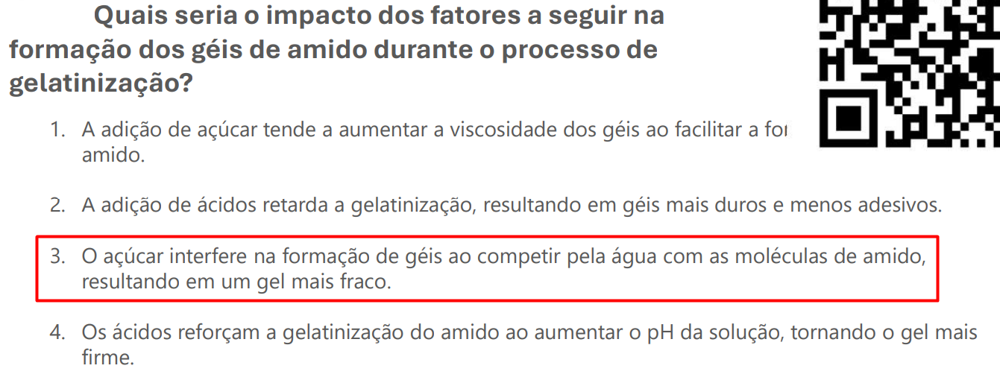 Quais seria o impacto dos fatores a seguir na
formação dos géis de amido durante o processo de
gelatinização?
1. A adição de açúcar tende a aumentar a viscosidade dos géis ao facilitar a
amido.
2. A adição de ácidos retarda a gelatinização, resultando em géis mais duros e menos adesivos.
3. O açúcar interfere na formação de géis ao competir pela água com as moléculas de amido,
resultando em um gel mais fraco.
4. Os ácidos reforçam a gelatinização do amido ao aumentar o pH da solução, tornando o gel mais
firme.